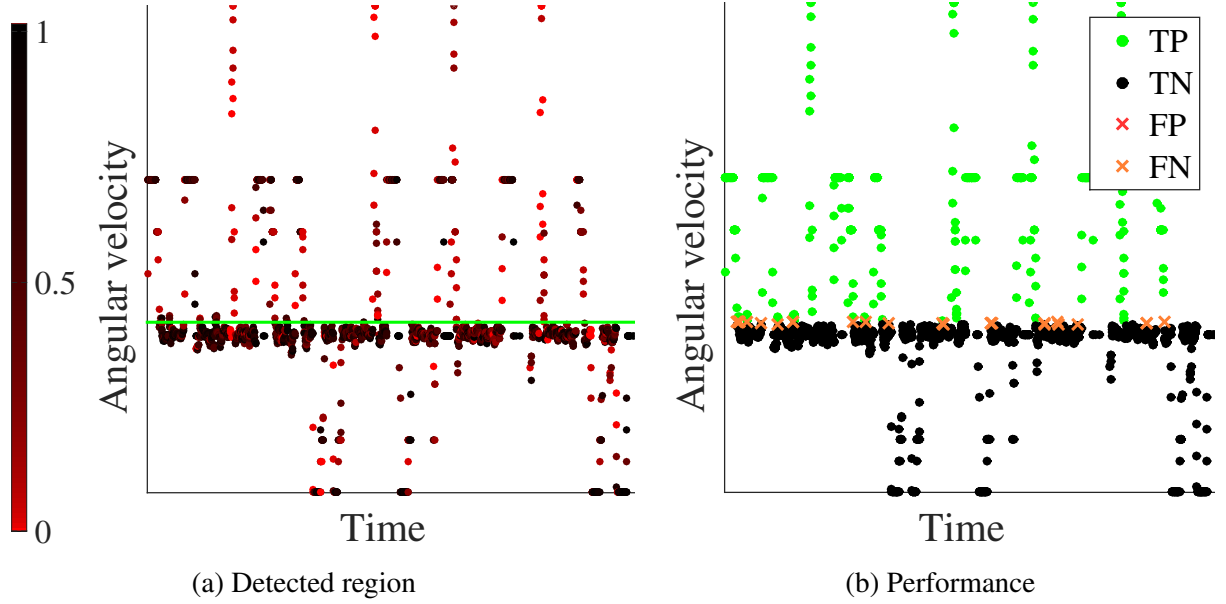 1
0.5
0
Angular velocity
Time
(a) Detected region
Angular velocity
TP
TN
FP
FN
Time
(b) Performance